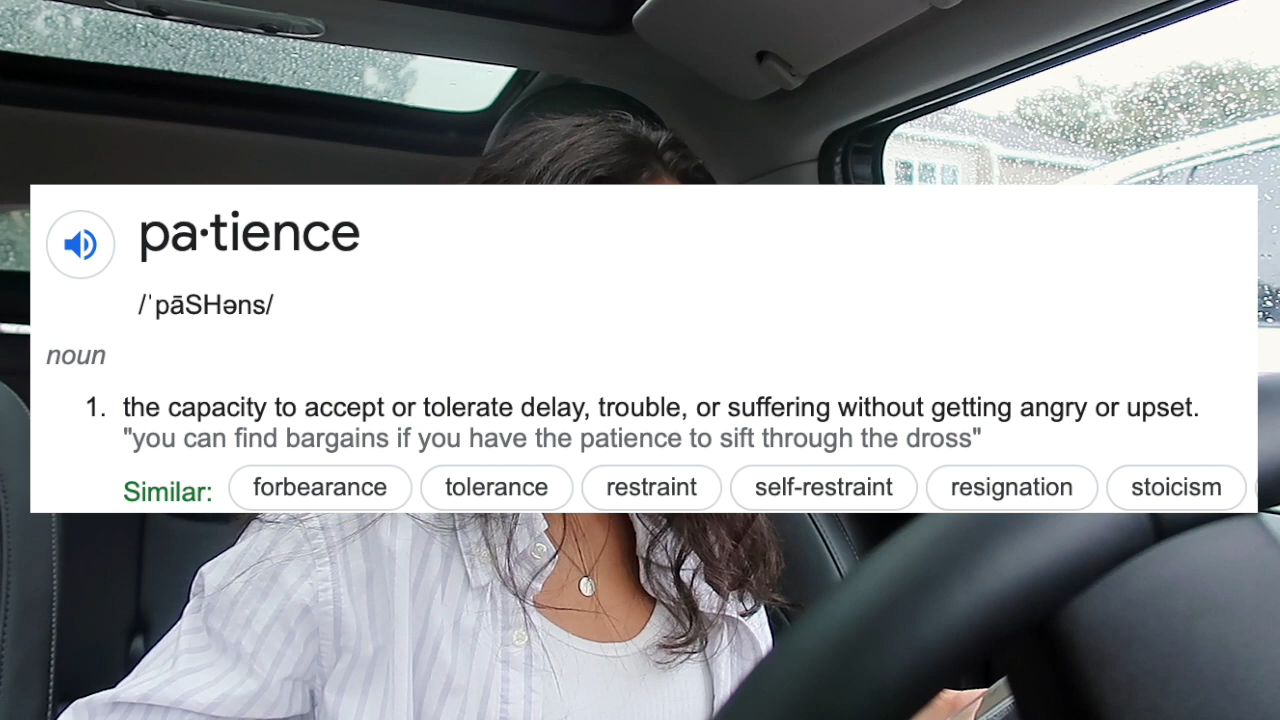 pa·tience
/ˈpāSHəns/
noun
1. the capacity to accept or tolerate delay, trouble, or suffering without getting angry or upset.
"you can find bargains if you have the patience to sift through the dross"
Similar: forbearance tolerance restraint self-restraint resignation stoicism